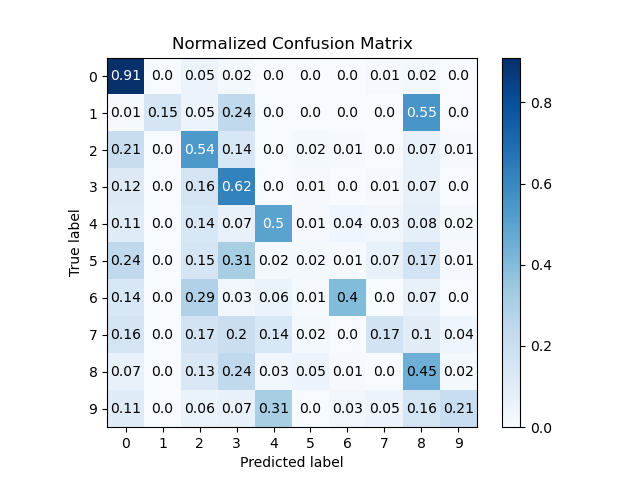 Normalized Confusion Matrix
0 0.91 0.0 0.05 0.02 0.0 0.0 0.0 0.01 0.02 0.0
1 0.01 0.15 0.05 0.24 0.0 0.0 0.0 0.0 0.55 0.0
2 0.21 0.0 0.54 0.14 0.0 0.02 0.01 0.0 0.07 0.01
3 0.12 0.0 0.16 0.62 0.0 0.01 0.0 0.01 0.07 0.0
4 0.11 0.0 0.14 0.07 0.5 0.01 0.04 0.03 0.08 0.02
5 0.24 0.0 0.15 0.31 0.02 0.02 0.01 0.07 0.17 0.01
6 0.14 0.0 0.29 0.03 0.06 0.01 0.4 0.0 0.07 0.0
7 0.16 0.0 0.17 0.2 0.14 0.02 0.0 0.17 0.1 0.04
8 0.07 0.0 0.13 0.24 0.03 0.05 0.01 0.0 0.45 0.02
9 0.11 0.0 0.06 0.07 0.31 0.0 0.03 0.05 0.16 0.21
0 1 2 3 4 5 6 7 8 9
Predicted label
True label
0.8
0.6
0.4
0.2
0.0